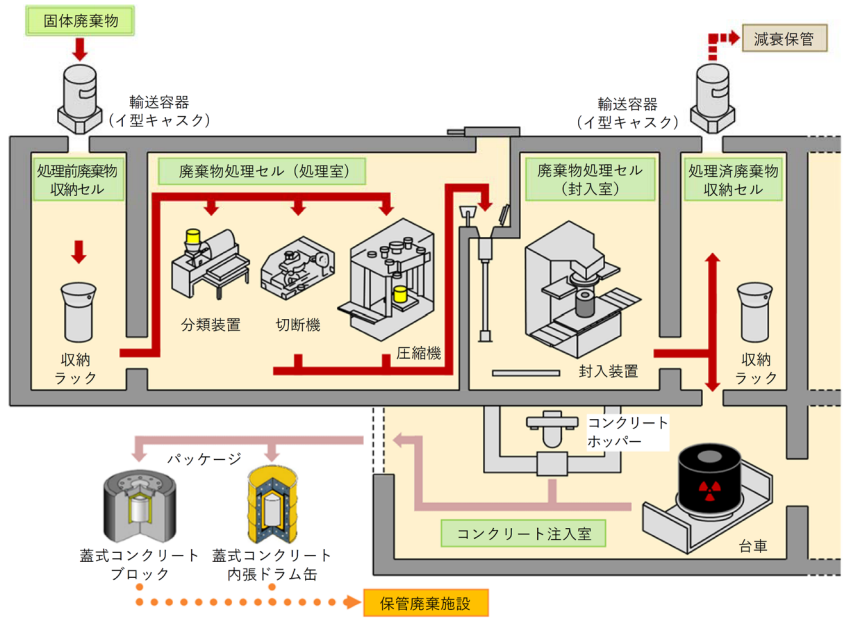 固体廃棄物
減衰保管
輸送容器
(イ型キャスク)
輸送容器
(イ型キャスク)
処理前廃棄物
収納セル
廃棄物処理セル(処理室)
廃棄物処理セル
(封入室)
処理済廃棄物
収納セル
分類装置
切断機
圧縮機
収納
ラック
封入装置
収納
ラック
コンクリート
ホッパー
パッケージ
コンクリート注入室
台車
蓋式コンクリート
ブロック
蓋式コンクリート
内張ドラム缶
保管廃棄施設